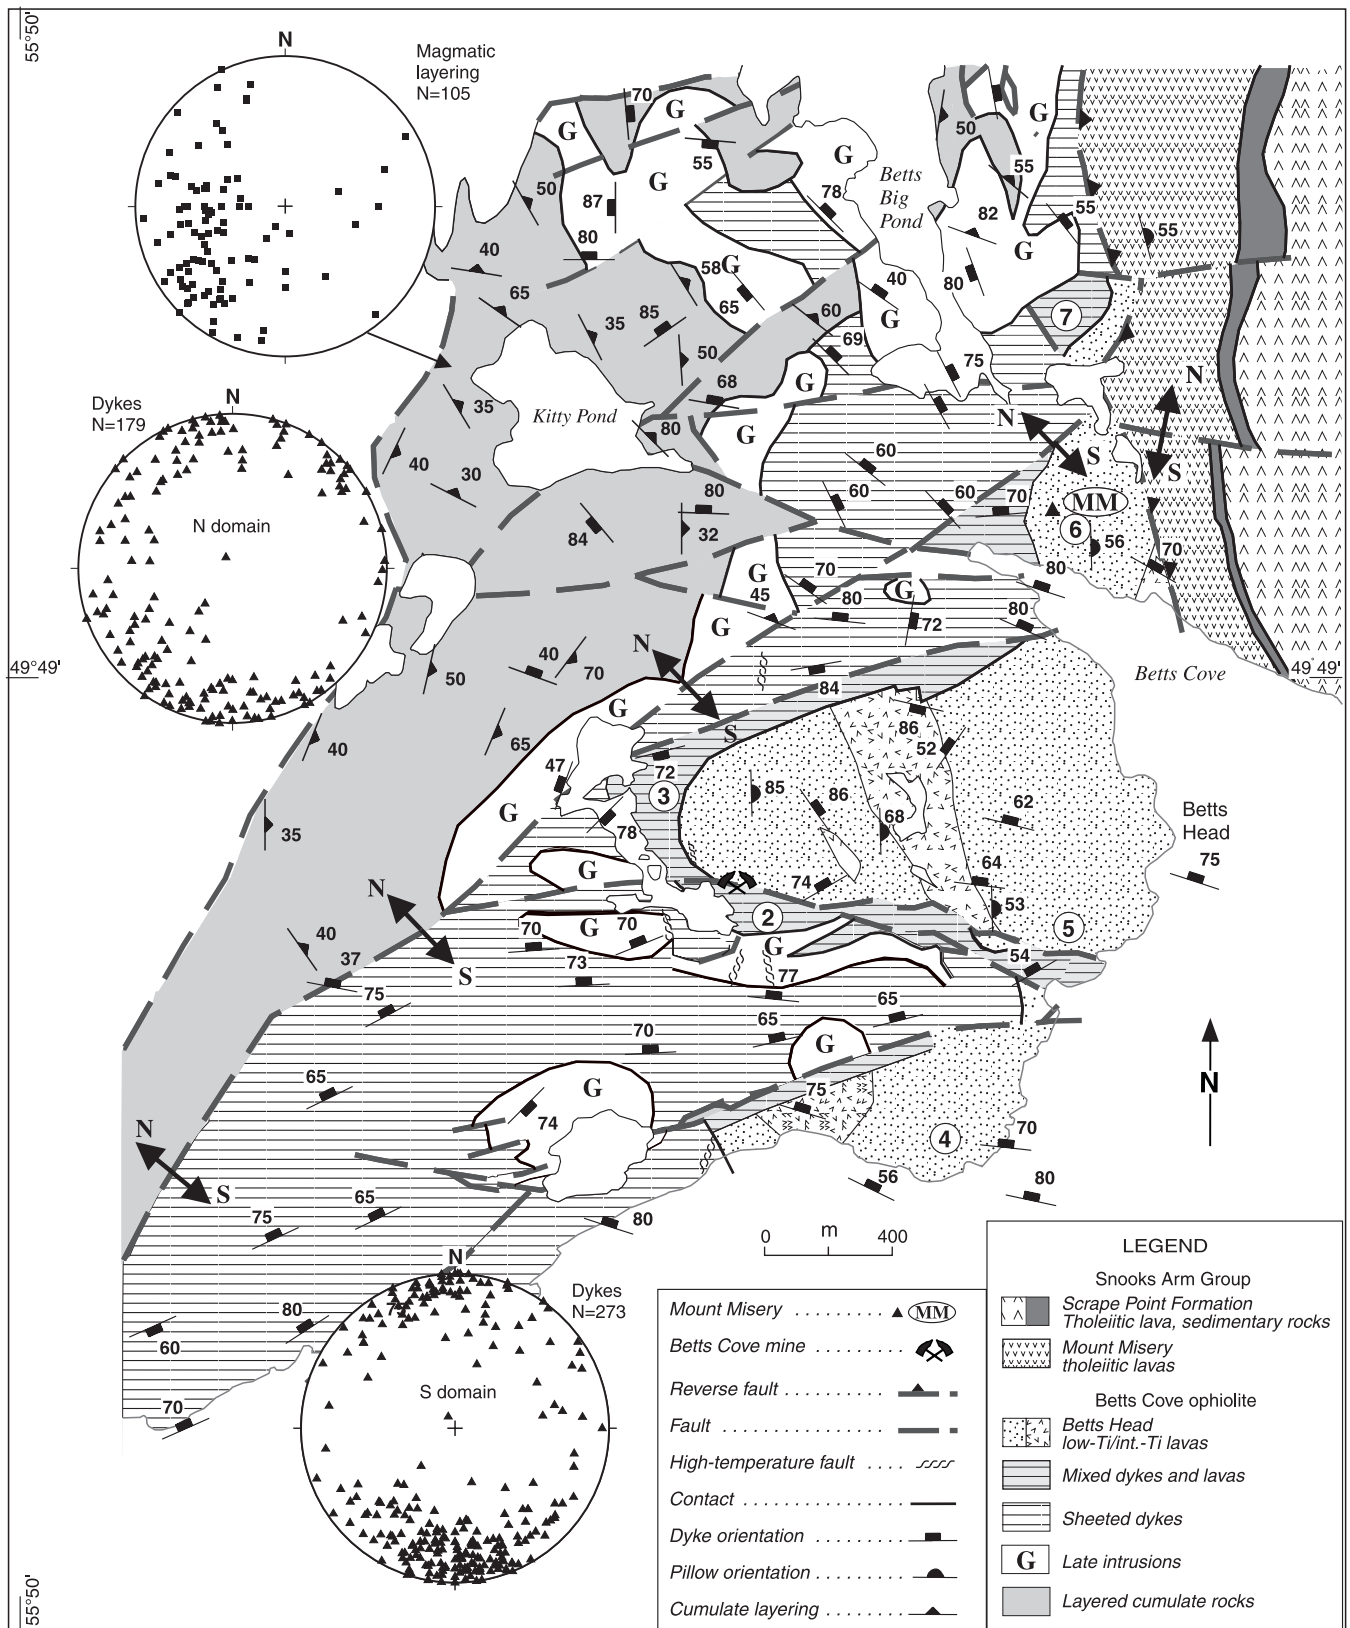 55°50'
N
Magmatic
layering
N=105
Dykes
N=179
N
N domain
70
G
G
55
G
50
87
80
40
65
58
G
65
35
85
50
68
80
35
40
30
Kitty Pond
84
80
32
G
78
Betts
Big
Pond
50
G
55
82
G
80
55
55
40
60
G
69
75
7
G
G
60
60
60
70
N
S
N
S
MM
6
56
70
80
G
45
70
80
G
72
80
G
Betts Cove
49°49'
49°49'
50
40
70
N
S
84
40
65
G
86
52
47
72
3
85
86
68
62
78
G
35
G
74
64
53
Betts
Head
75
N
S
2
5
G
G
70
70
40
37
75
73
77
54
65
65
70
G
65
G
74
75
4
70
56
80
N
N
S
65
75
80
80
60
70
0 m 400
N
Dykes
N=273
S domain
Mount Misery . . . . . . . . MM
Betts Cove mine . . . . . . . .
Reverse fault . . . . . . . . . .
Fault . . . . . . . . . . . . . . . .
High-temperature fault . . . .
Contact . . . . . . . . . . . . . .
Dyke orientation . . . . . . . .
Pillow orientation . . . . . . . .
Cumulate layering . . . . . . .
LEGEND
Snooks Arm Group
Scrape Point Formation
Tholeiitic lava, sedimentary rocks
Mount Misery
tholeiitic lavas
Betts Cove ophiolite
Betts Head
low-Ti/int.-Ti lavas
Mixed dykes and lavas
Sheeted dykes
G Late intrusions
Layered cumulate rocks
55°50'